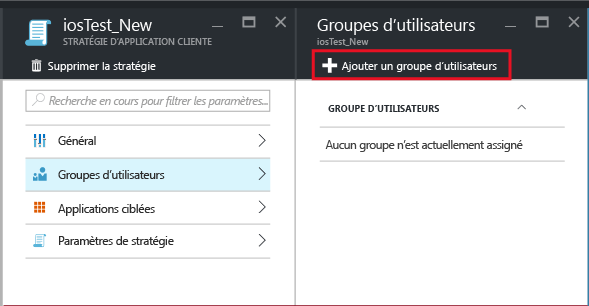 iosTest_New
STRATÉGIE D'APPLICATION CLIENTE
Supprimer la stratégie
Recherche en cours pour filtrer les paramètres...
Général
Groupes d'utilisateurs
Applications ciblées
Paramètres de stratégie
Groupes d'utilisateurs
iosTest_New
Ajouter un groupe d'utilisateurs
GROUPE D'UTILISATEURS
Aucun groupe n'est actuellement assigné